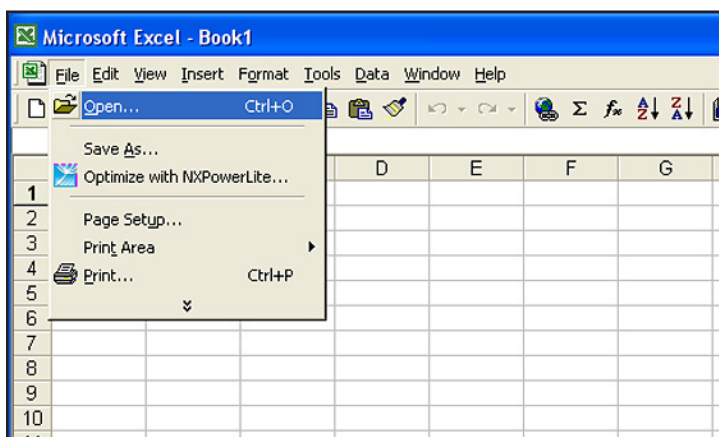 Microsoft Excel - Book1
File Edit View Insert Format Tools Data Window Help
Open... Ctrl+O
Save As...
Optimize with NXPowerLite...
Page Setup...
Print Area
Print... Ctrl+P
D E F G
1
2
3
4
5
6
7
8
9
10